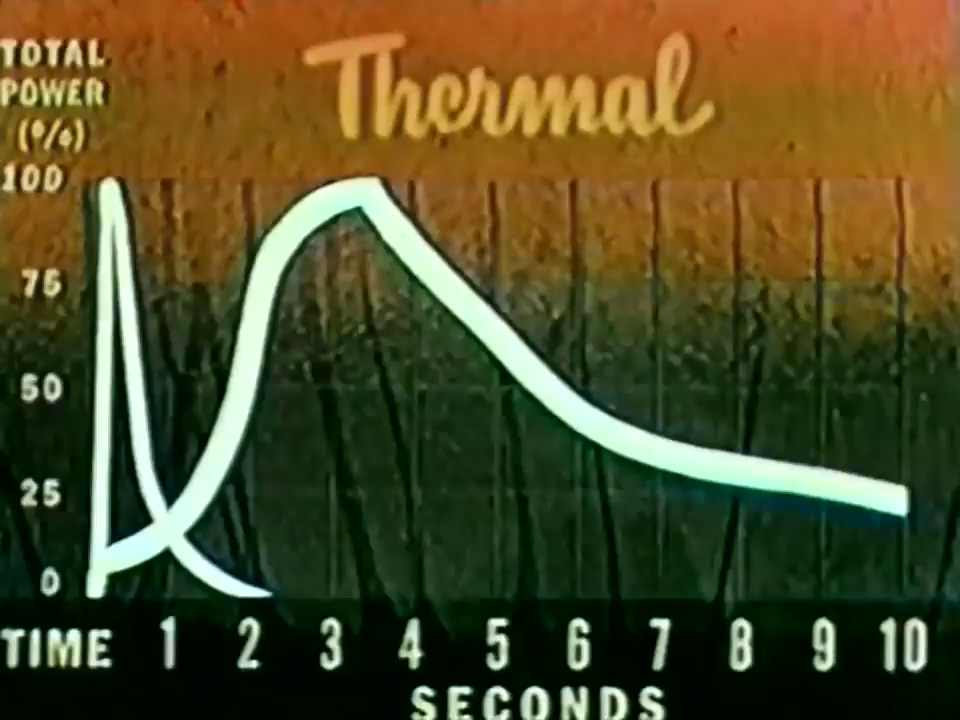 TOTAL
POWER
(%)
Thermal
100
75
50
25
0
TIME 1 2 3 4 5 6 7 8 9 10
SECONDS